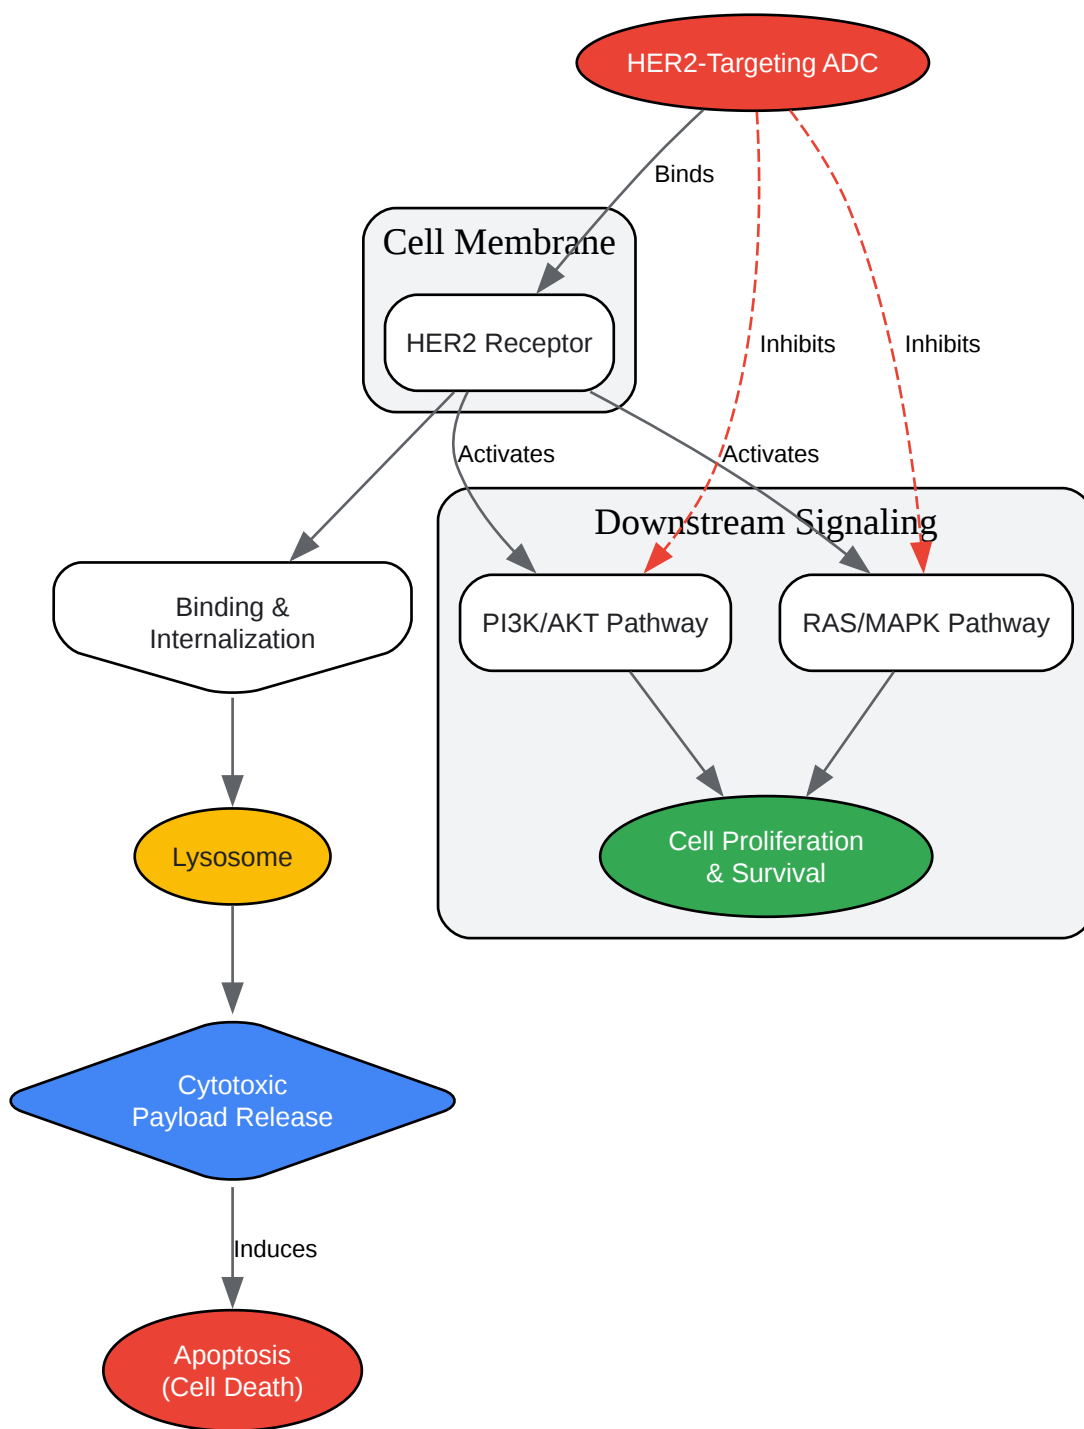 HER2-Targeting ADC
Binds
Cell Membrane
HER2 Receptor
Inhibits
Inhibits
Activates
Activates
Downstream Signaling
Binding &
Internalization
PI3K/AKT Pathway
RAS/MAPK Pathway
Lysosome
Cell Proliferation
& Survival
Cytotoxic
Payload Release
Induces
Apoptosis
(Cell Death)